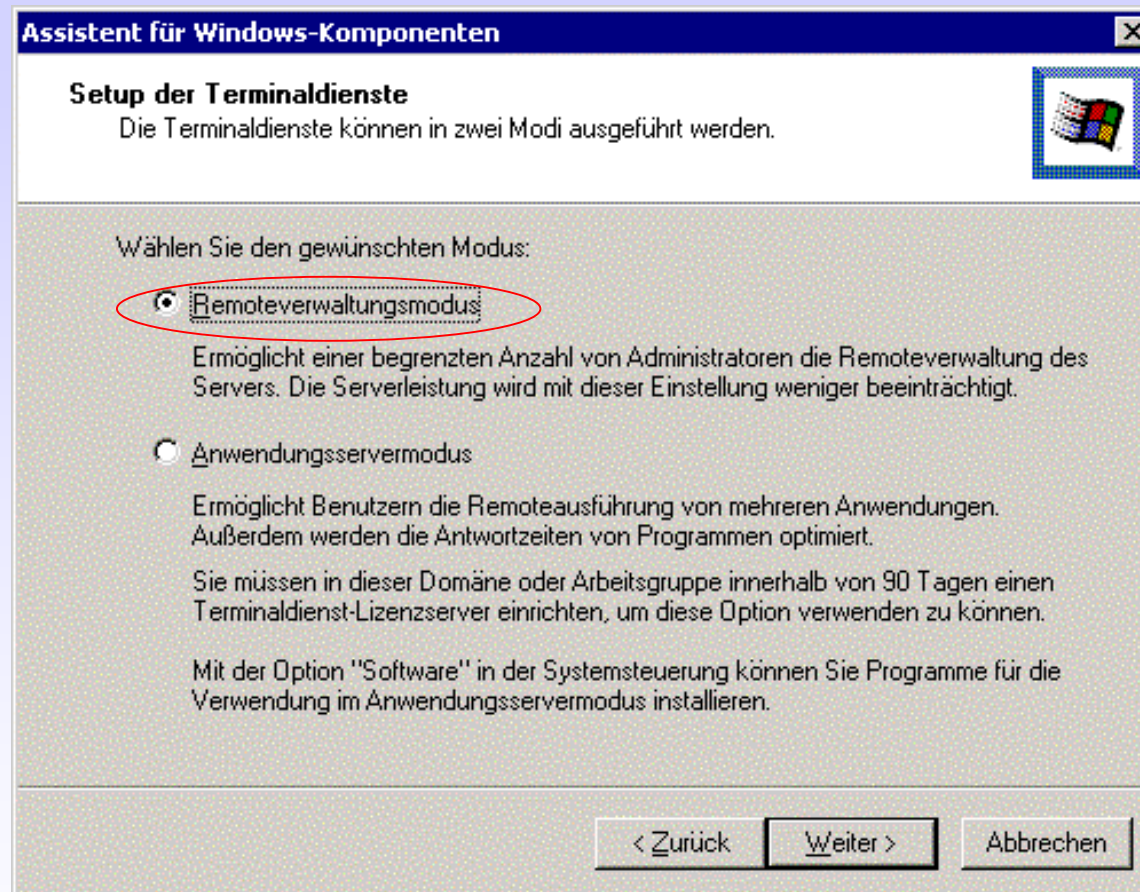 Assistent für Windows-Komponenten
Setup der Terminaldienste
Die Terminaldienste können in zwei Modi ausgeführt werden.
Wählen Sie den gewünschten Modus:
Remoteverwaltungsmodus
Ermöglicht einer begrenzten Anzahl von Administratoren die Remoteverwaltung des
Servers. Die Serverleistung wird mit dieser Einstellung weniger beeinträchtigt.
Anwendungsservermodus
Ermöglicht Benutzern die Remoteausführung von mehreren Anwendungen.
Außerdem werden die Antwortzeiten von Programmen optimiert.
Sie müssen in dieser Domäne oder Arbeitsgruppe innerhalb von 90 Tagen einen
Terminaldienst-Lizenzserver einrichten, um diese Option verwenden zu können.
Mit der Option "Software" in der Systemsteuerung können Sie Programme für die
Verwendung im Anwendungsservermodus installieren.
< Zurück Weiter > Abbrechen